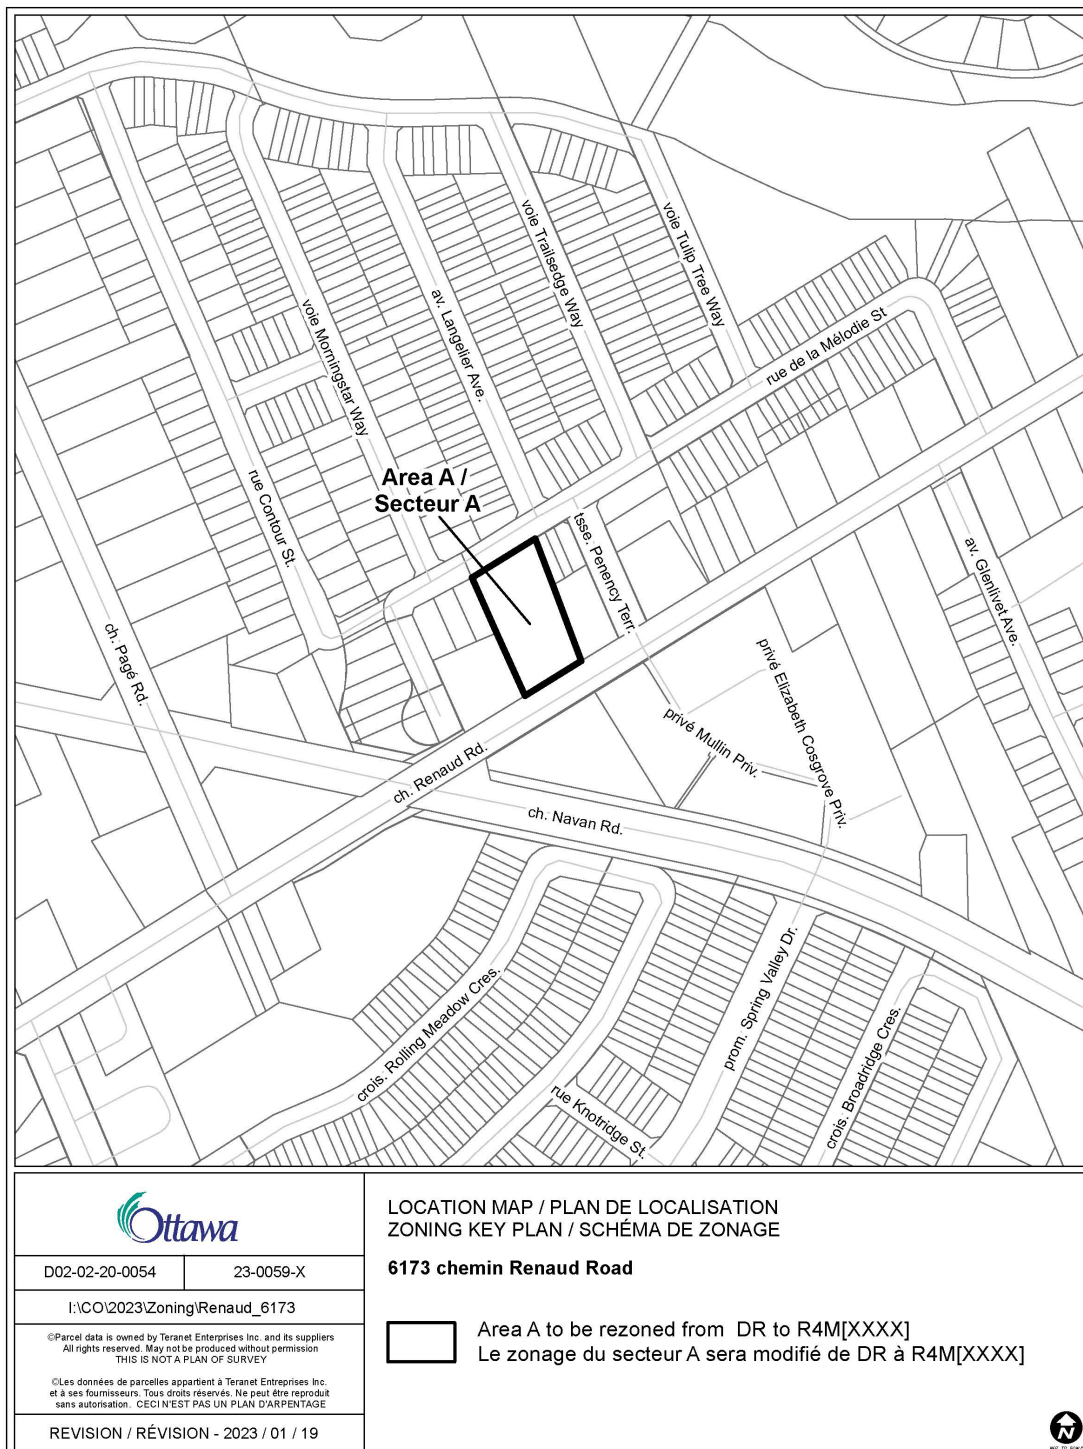 voie Trailsedge Way
voie Tulip Tree Way
av. Langelier Ave.
voie Morningstar Way
rue de la Mélodie St
Area A /
Secteur A
rue Contour St.
tsse. Penency Terr.
av. Glenlivet Ave.
ch. Pagé Rd.
privé Elizabeth Cosgrove Priv.
privé Mullin Priv.
ch. Renaud Rd.
ch. Navan Rd.
crois. Rolling Meadow Cres.
prom. Spring Valley Dr.
crois. Broadridge Cres.
rue Knotridge St.
Ottawa
D02-02-20-0054
23-0059-X
I:\CO\2023\Zoning\Renaud_6173
©Parcel data is owned by Teranet Enterprises Inc. and its suppliers
All rights reserved. May not be produced without permission
THIS IS NOT A PLAN OF SURVEY
©Les données de parcelles appartient à Teranet Entreprises Inc.
et à ses fournisseurs. Tous droits réservés. Ne peut être reproduit
sans autorisation. CECI N'EST PAS UN PLAN D'ARPENTAGE
REVISION / RÉVISION - 2023 / 01 / 19
LOCATION MAP / PLAN DE LOCALISATION
ZONING KEY PLAN / SCHÉMA DE ZONAGE
6173 chemin Renaud Road
Area A to be rezoned from DR to R4M[XXXX]
Le zonage du secteur A sera modifié de DR à R4M[XXXX]
N
NOT TO SCALE